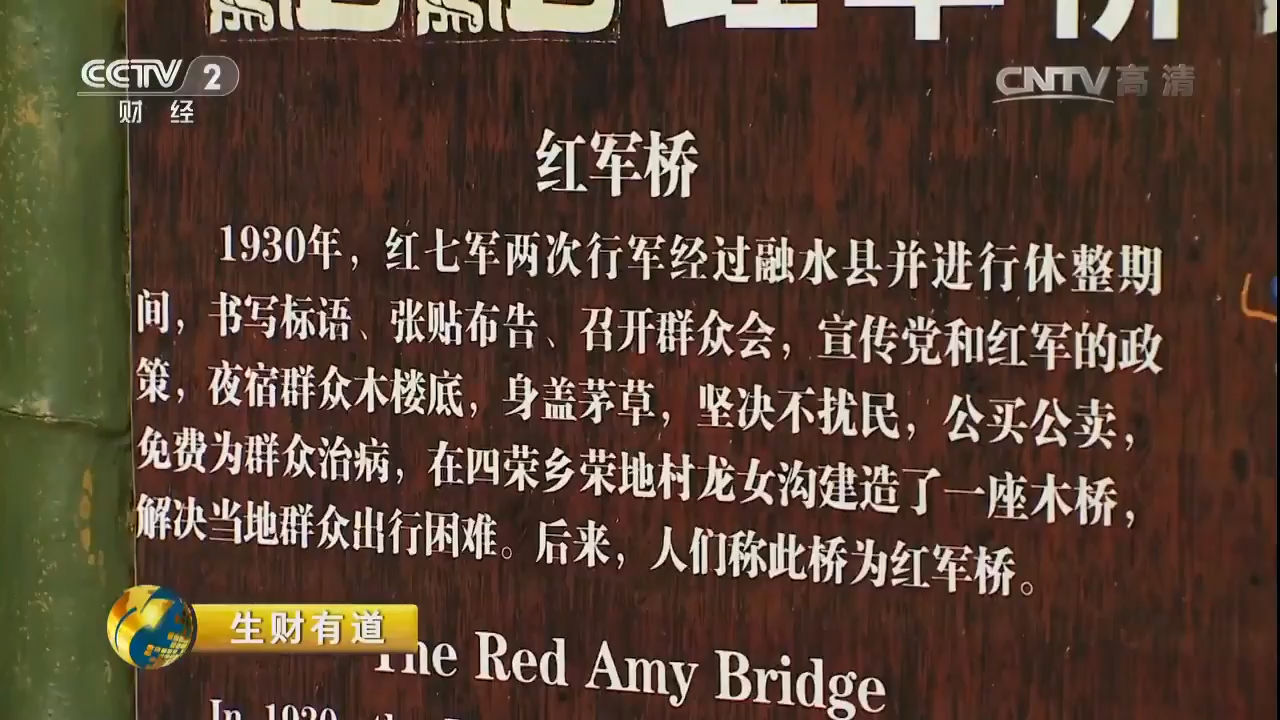 红军桥
CCTV 2
财经
CNTV高清
红军桥
1930年，红七军两次行军经过融水县并进行休整期
间，书写标语、张贴布告、召开群众会，宣传党和红军的政
策，夜宿群众木楼底，身盖茅草，坚决不扰民，公买公卖，
免费为群众治病，在四荣乡荣地村龙女沟建造了一座木桥，
解决当地群众出行困难。后来，人们称此桥为红军桥。
生财有道
The Red Amy Bridge
In 1930